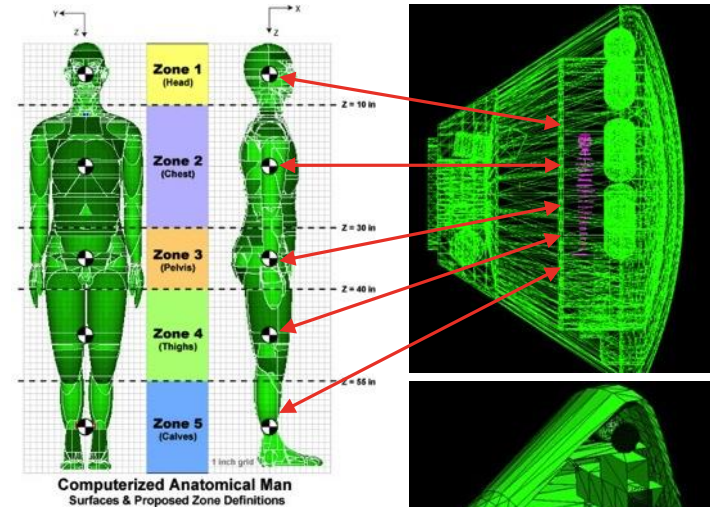 Y
Z
X
Z
Zone 1
(Head)
Z = 10 in
Zone 2
(Chest)
Z = 30 in
Zone 3
(Pelvis)
Z = 40 in
Zone 4
(Thighs)
Z = 55 in
Zone 5
(Calves)
1 inch grid
Computerized Anatomical Man
Surfaces & Proposed Zone Definitions